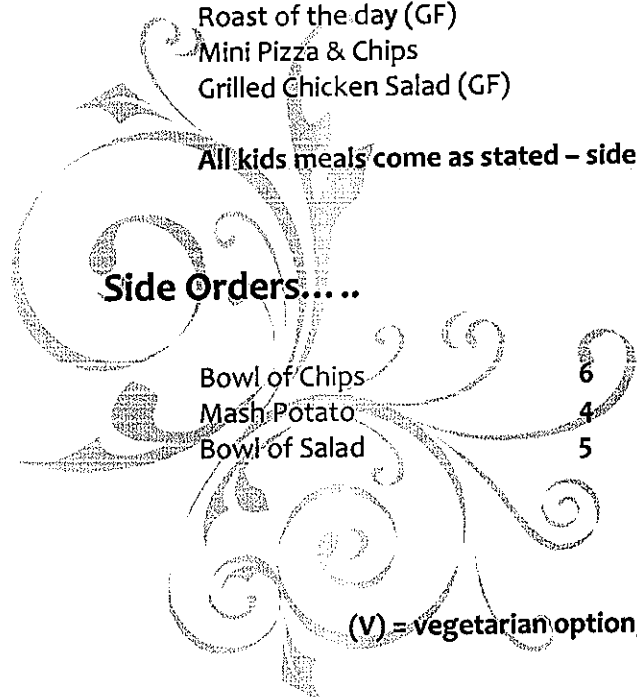 Roast of the day (GF)
Mini Pizza & Chips
Grilled Chicken Salad (GF)
All kids meals come as stated – side
Side Orders.....
Bowl of Chips 6
Mash Potato 4
Bowl of Salad 5
(V) = vegetarian option,